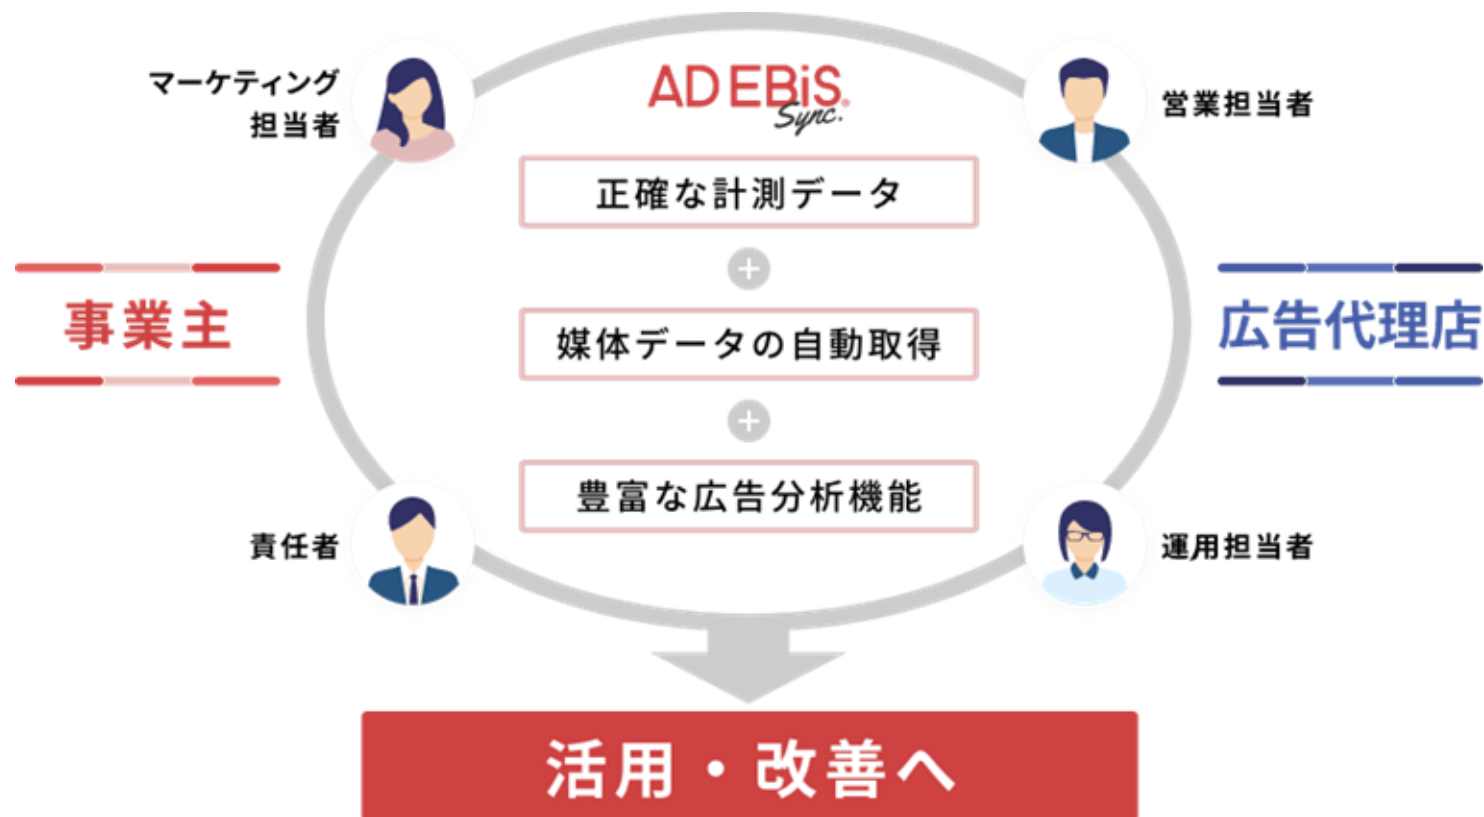 マーケティング
担当者
AD EBiS
Sync.
営業担当者
正確な計測データ
+
事業主
媒体データの自動取得
広告代理店
+
豊富な広告分析機能
責任者
運用担当者
活用・改善へ